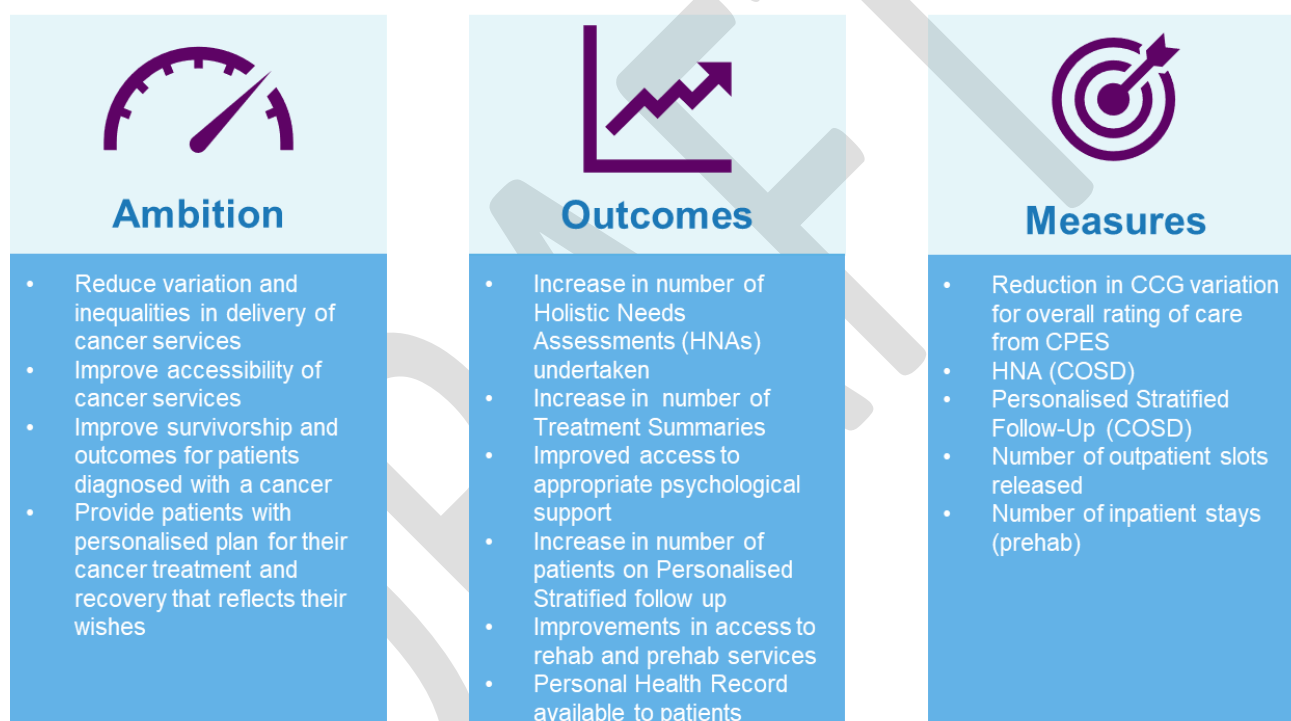 Ambition
• Reduce variation and
inequalities in delivery of
cancer services
• Improve accessibility of
cancer services
• Improve survivorship and
outcomes for patients
diagnosed with a cancer
• Provide patients with
personalised plan for their
cancer treatment and
recovery that reflects their
wishes
Outcomes
• Increase in number of
Holistic Needs
Assessments (HNAs)
undertaken
• Increase in number of
Treatment Summaries
• Improved access to
appropriate psychological
support
• Increase in number of
patients on Personalised
Stratified follow up
• Improvements in access to
rehab and prehab services
• Personal Health Record
available to patients
Measures
• Reduction in CCG variation
for overall rating of care
from CPES
• HNA (COSD)
• Personalised Stratified
Follow-Up (COSD)
• Number of outpatient slots
released
• Number of inpatient stays
(prehab)